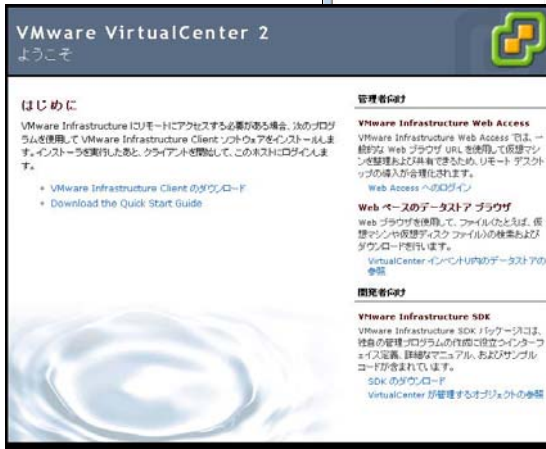 VMware VirtualCenter 2
ようこそ
はじめに
VMware Infrastructure にリモートにアクセスする必要がある場合、次のプログ
ラムを使用して VMware Infrastructure Client ソフトウェアをインストールしま
す。インストーラを実行したあと、クライアントを開始して、このホストにログインしま
す。
VMware Infrastructure Client のダウンロード
Download the Quick Start Guide
管理者向け
VMware Infrastructure Web Access
VMware Infrastructure Web Access では、一
般的な Web ブラウザ URL を使用して仮想マシ
ンを整理および共有できるため、リモート デスクト
ップの導入が合理化されます。
Web Access へのログイン
Web ベースのデータストア ブラウザ
Web ブラウザを使用して、ファイル(たとえば、仮
想マシンや仮想ディスク ファイル)の検索および
ダウンロードを行います。
VirtualCenter インベントリ内のデータストアの
参照
開発者向け
VMware Infrastructure SDK
VMware Infrastructure SDK パッケージには、
独自の管理プログラムの作成に役立つインターフ
ェイス定義、詳細なマニュアル、およびサンプル
コードが含まれています。
SDK のダウンロード
VirtualCenter が管理するオブジェクトの参照